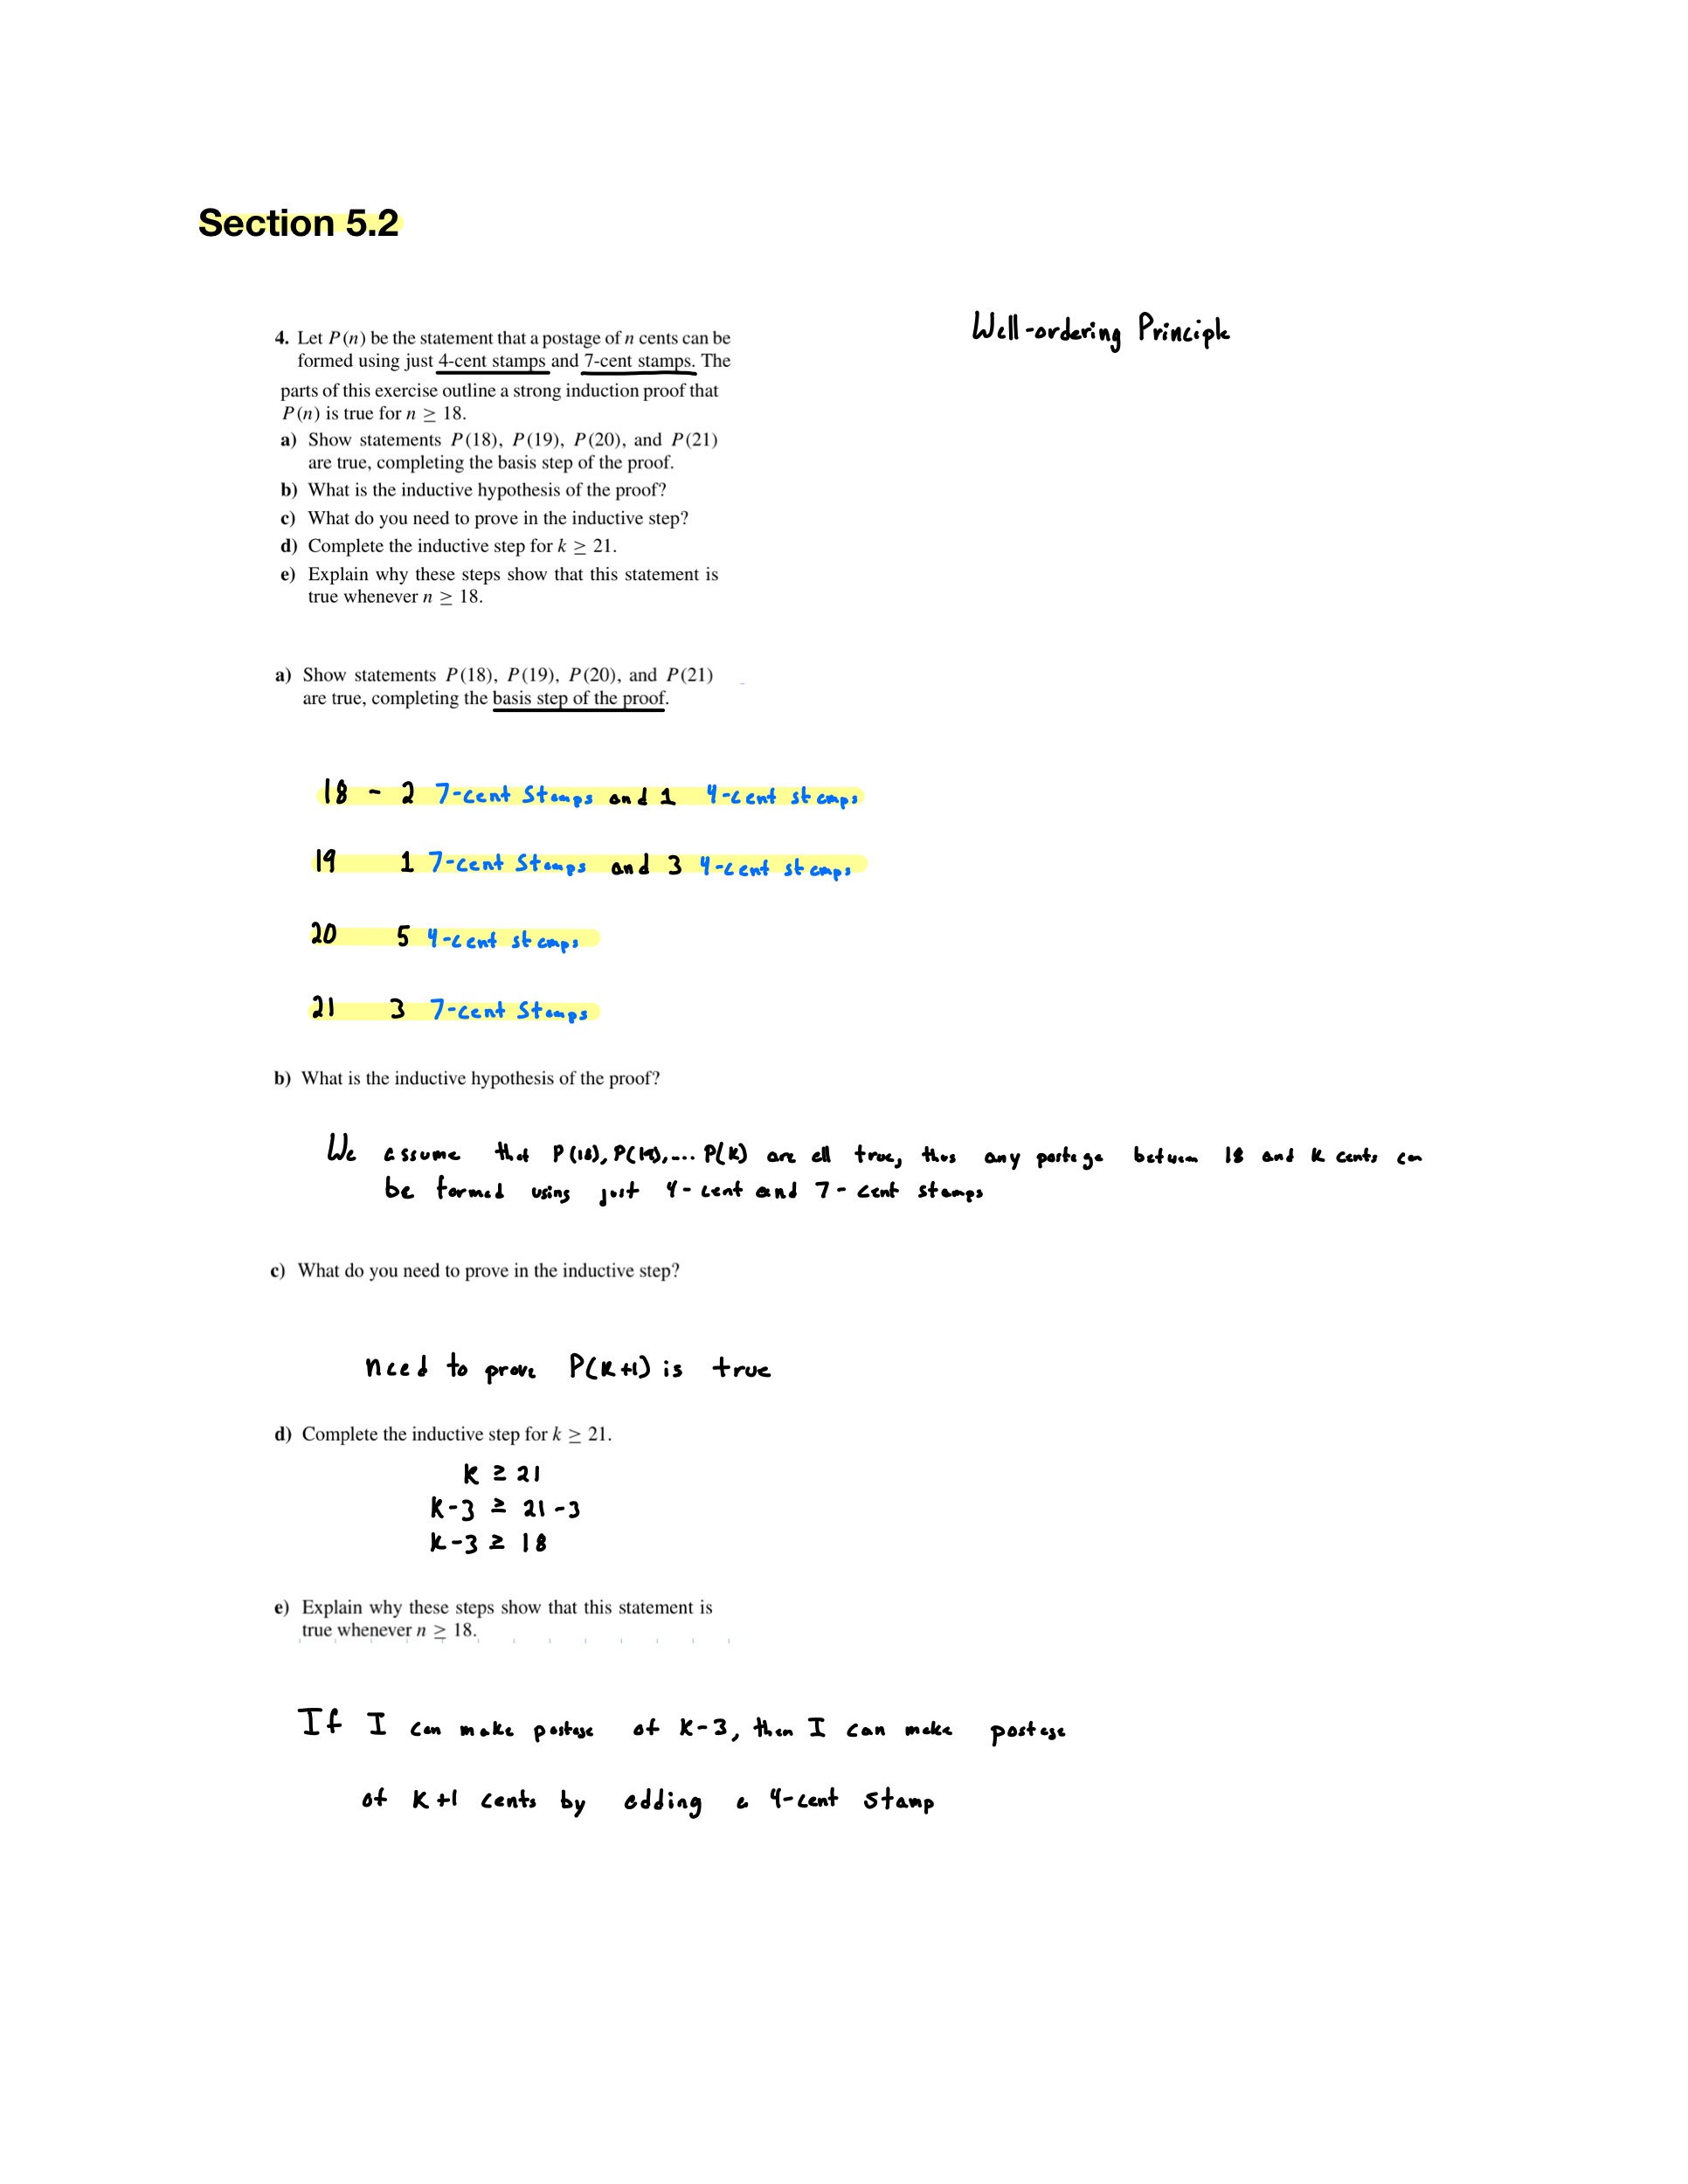 Section 5.2
Well-ordering Principle
4. Let P(n) be the statement that a postage of n cents can be
formed using just 4-cent stamps and 7-cent stamps. The
parts of this exercise outline a strong induction proof that
P(n) is true for n ≥ 18.
a) Show statements P(18), P(19), P(20), and P(21)
are true, completing the basis step of the proof.
b) What is the inductive hypothesis of the proof?
c) What do you need to prove in the inductive step?
d) Complete the inductive step for k ≥ 21.
e) Explain why these steps show that this statement is
true whenever n ≥ 18.
a) Show statements P(18), P(19), P(20), and P(21)
are true, completing the basis step of the proof.
18 - 2 7-cent Stamps and 1 4-cent stamps
19 1 7-cent Stamps and 3 4-cent stamps
20 5 4-cent stamps
21 3 7-cent Stamps
b) What is the inductive hypothesis of the proof?
We assume that P(18), P(19),... P(k) are all true, thus any postage between 18 and k cents can
be formed using just 4-cent and 7-cent stamps
c) What do you need to prove in the inductive step?
need to prove P(k+1) is true
d) Complete the inductive step for k ≥ 21.
k ≥ 21
k-3 ≥ 21-3
k-3 ≥ 18
e) Explain why these steps show that this statement is
true whenever n ≥ 18.
If I can make postage of k-3, then I can make postage
of k+1 cents by adding a 4-cent stamp